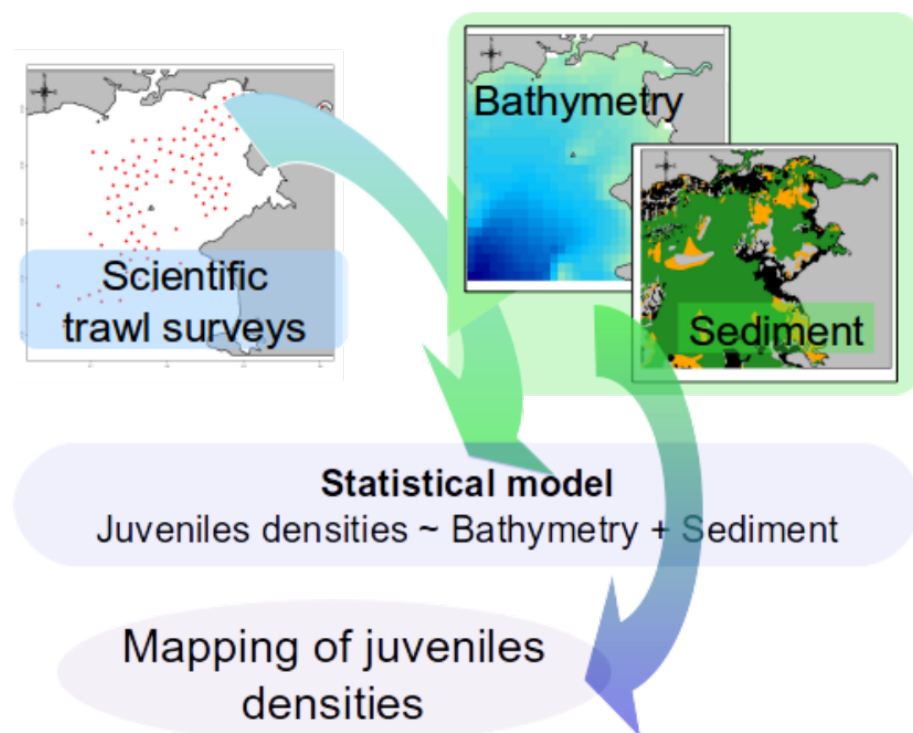 Scientific
trawl surveys
Bathymetry
Sediment
Statistical model
Juveniles densities ~ Bathymetry + Sediment
Mapping of juveniles
densities